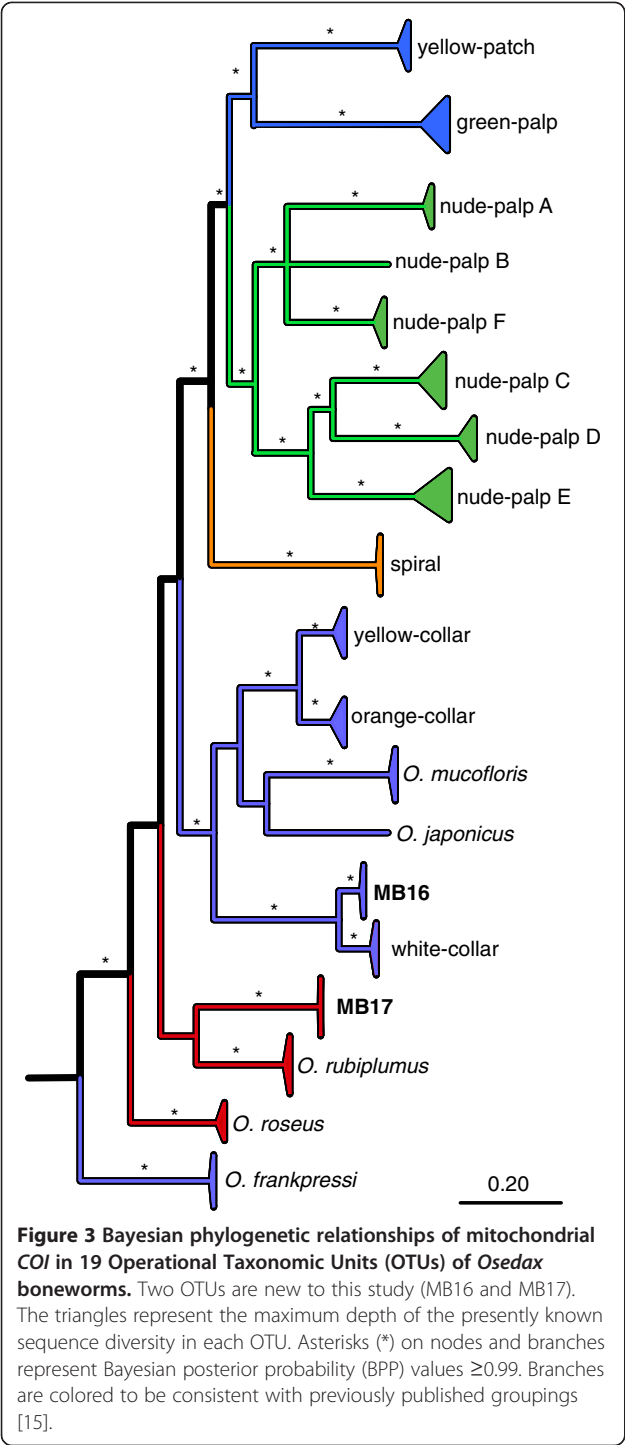 *
yellow-patch
*
*
green-palp
*
*
nude-palp A
*
nude-palp B
*
nude-palp F
*
*
nude-palp C
*
*
nude-palp D
*
*
nude-palp E
*
spiral
*
yellow-collar
*
*
orange-collar
*
O. mucofloris
*
O. japonicus
*
MB16
*
*
white-collar
*
MB17
*
*
O. rubiplumus
*
O. roseus
*
O. frankpressi
0.20
Figure 3 Bayesian phylogenetic relationships of mitochondrial
COI in 19 Operational Taxonomic Units (OTUs) of Osedax
boneworms. Two OTUs are new to this study (MB16 and MB17).
The triangles represent the maximum depth of the presently known
sequence diversity in each OTU. Asterisks (*) on nodes and branches
represent Bayesian posterior probability (BPP) values ≥0.99. Branches
are colored to be consistent with previously published groupings
[15].